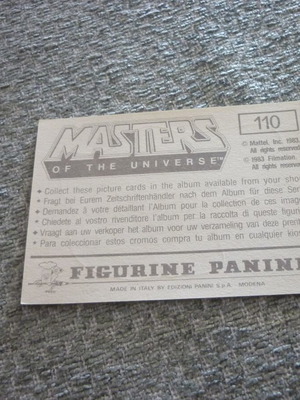 MASTERS
OF THE UNIVERSE™
110
© Mattel, Inc. 1983.
All rights reserved
© 1983 Filmation.
All rights reserved
• Collect these picture cards in the album available from your
• Fragt bei Eurem Zeitschriftenhändler nach dem Album für diese
• Demandez à votre détaillant l'Album pour la collection de ces
• Chiedete al vostro rivenditore l'album per la raccolta di queste
• Vraagt aan uw verkoper het album voor uw verzameling van deze
• Para coleccionar estos cromos compra tu album en cualquier
FIGURINE PANINI
MADE IN ITALY BY EDIZIONI PANINI S.p.A. MODENA